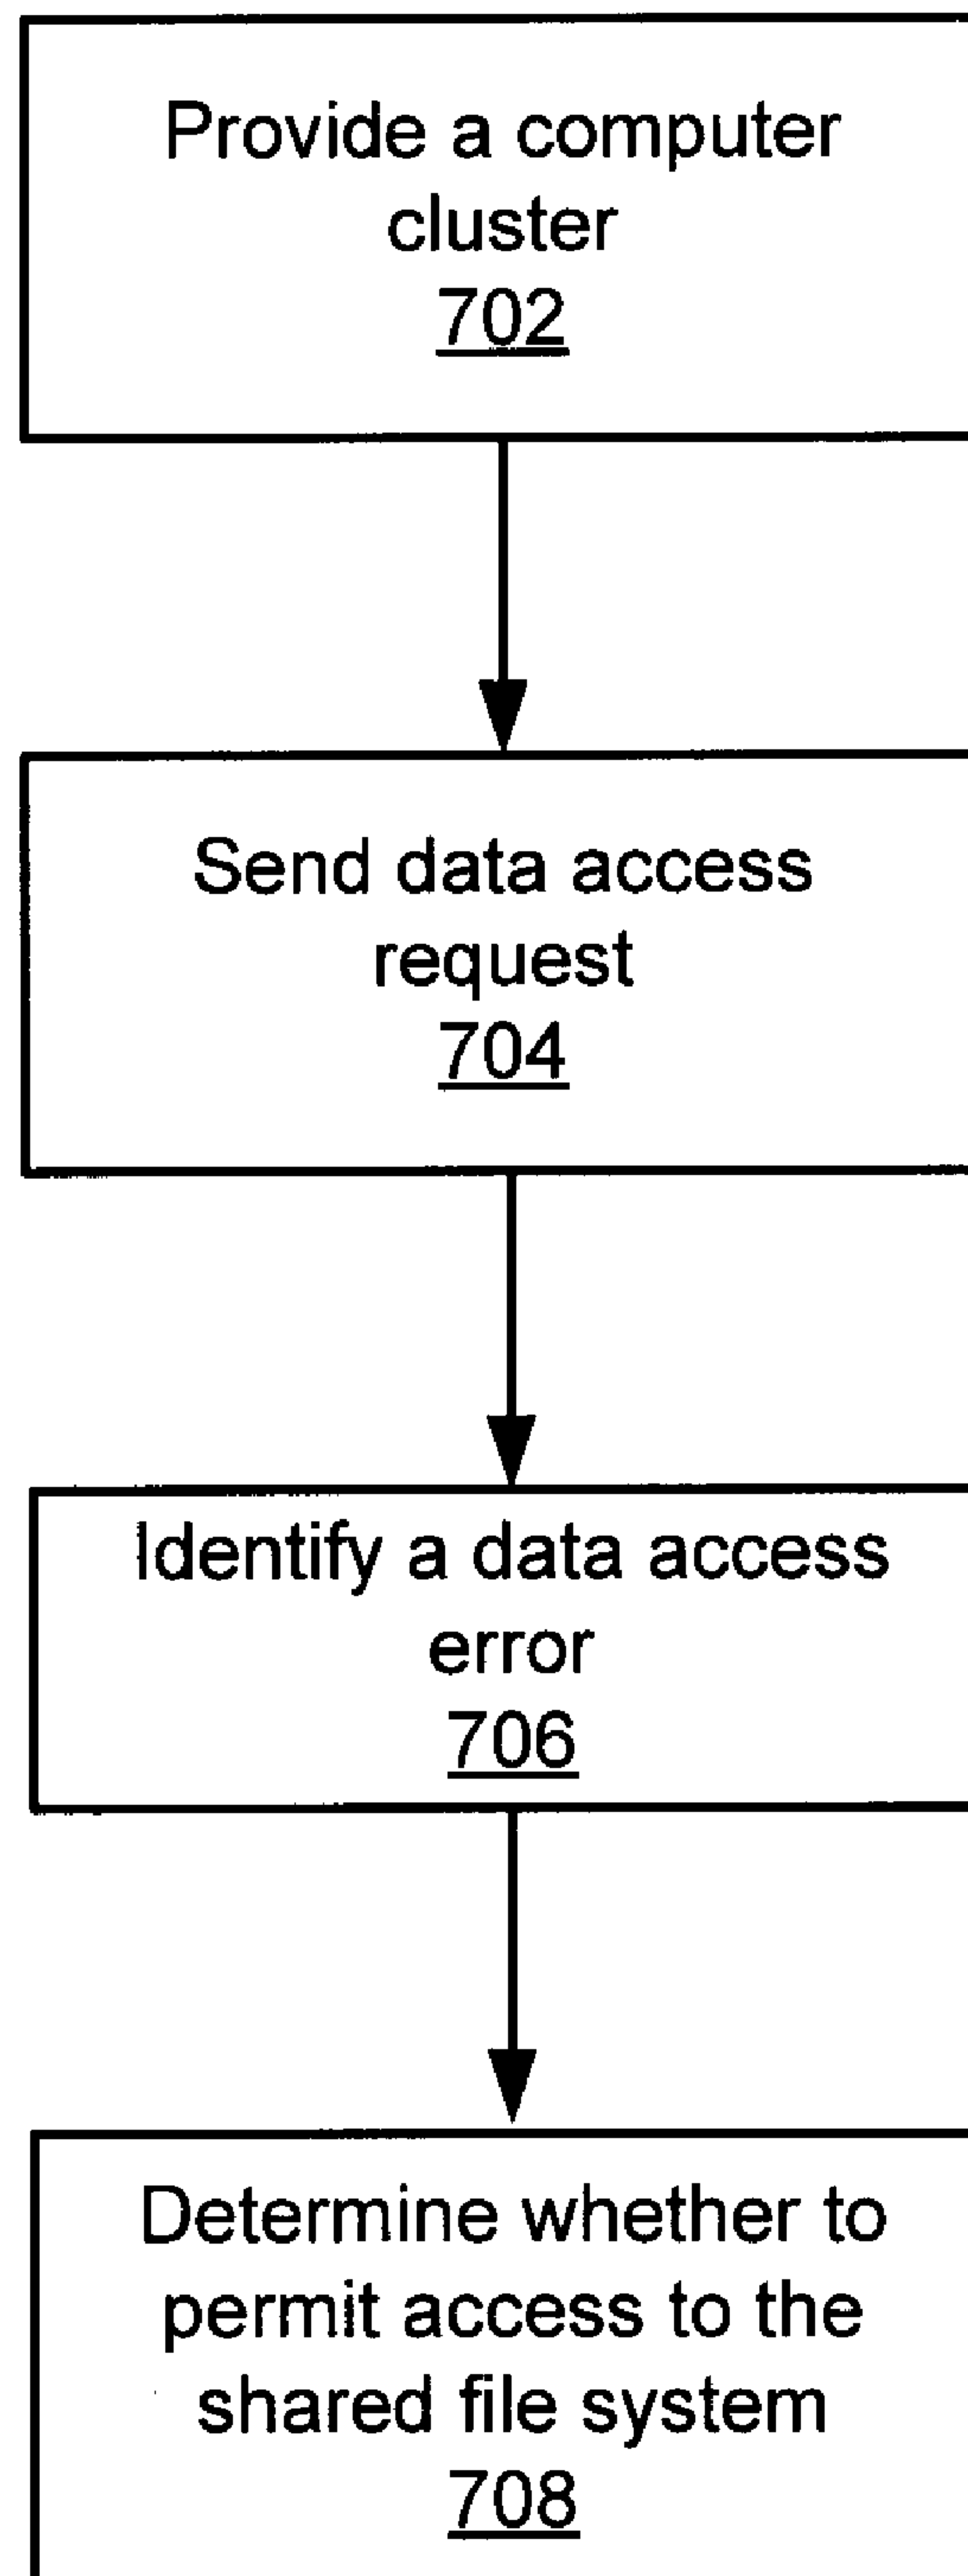 Provide a computer
cluster
702
Send data access
request
704
Identify a data access
error
706
Determine whether to
permit access to the
shared file system
708